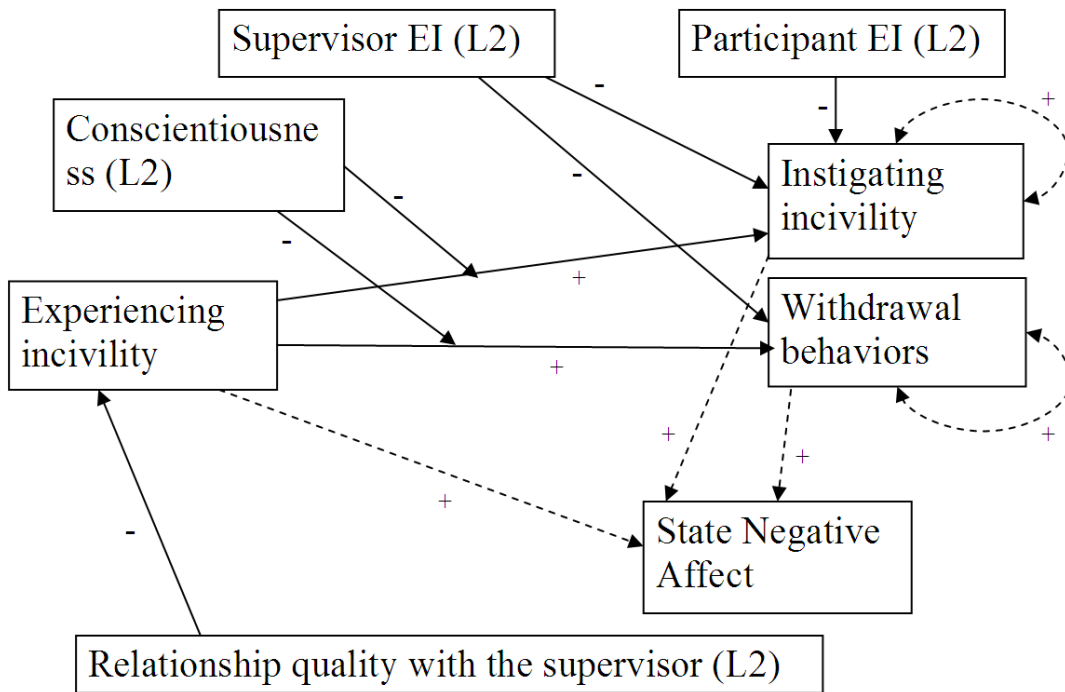 Supervisor EI (L2)
Participant EI (L2)
-
-
+
Conscientiousne
ss (L2)
-
-
-
Instigating
incivility
+
Experiencing
incivility
Withdrawal
behaviors
+
+
+
+
+
-
State Negative
Affect
Relationship quality with the supervisor (L2)